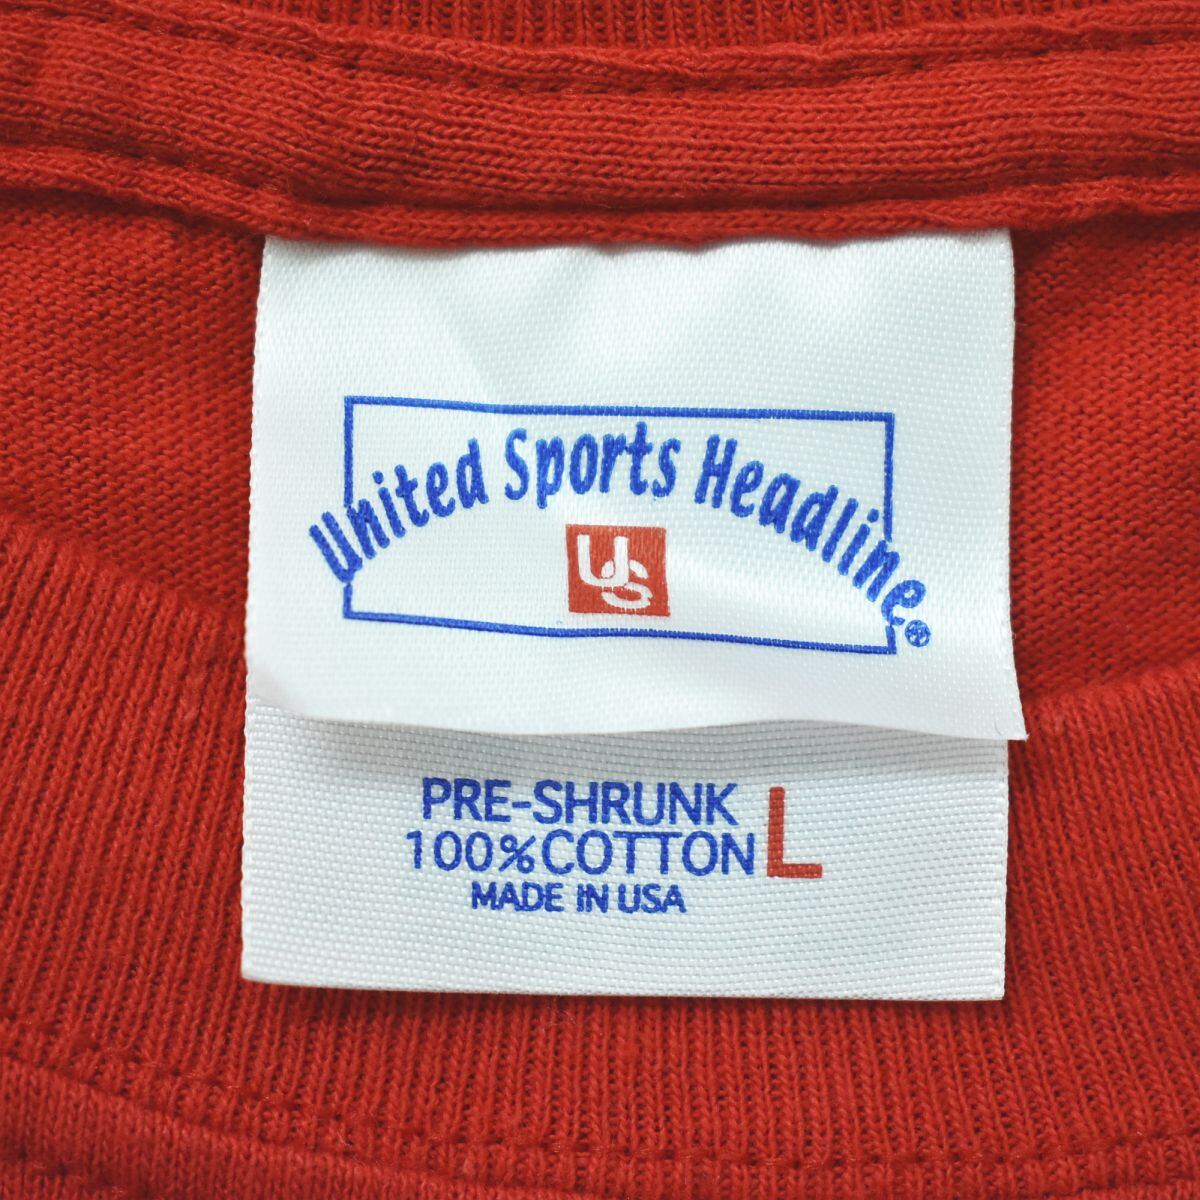 United Sports Headline®
US
PRE-SHRUNK L
100%COTTON
MADE IN USA